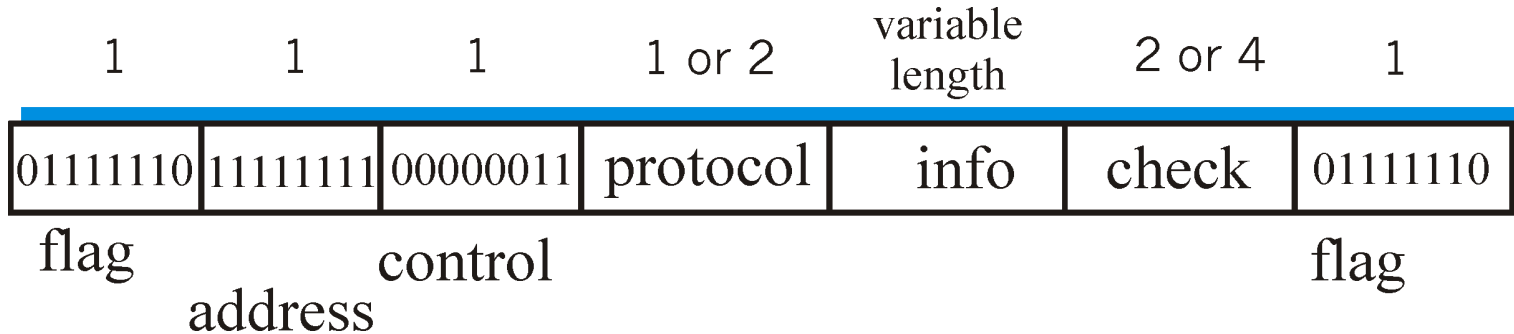 1 1 1 1 or 2 variable length 2 or 4 1
01111110 11111111 00000011 protocol info check 01111110
flag address control flag